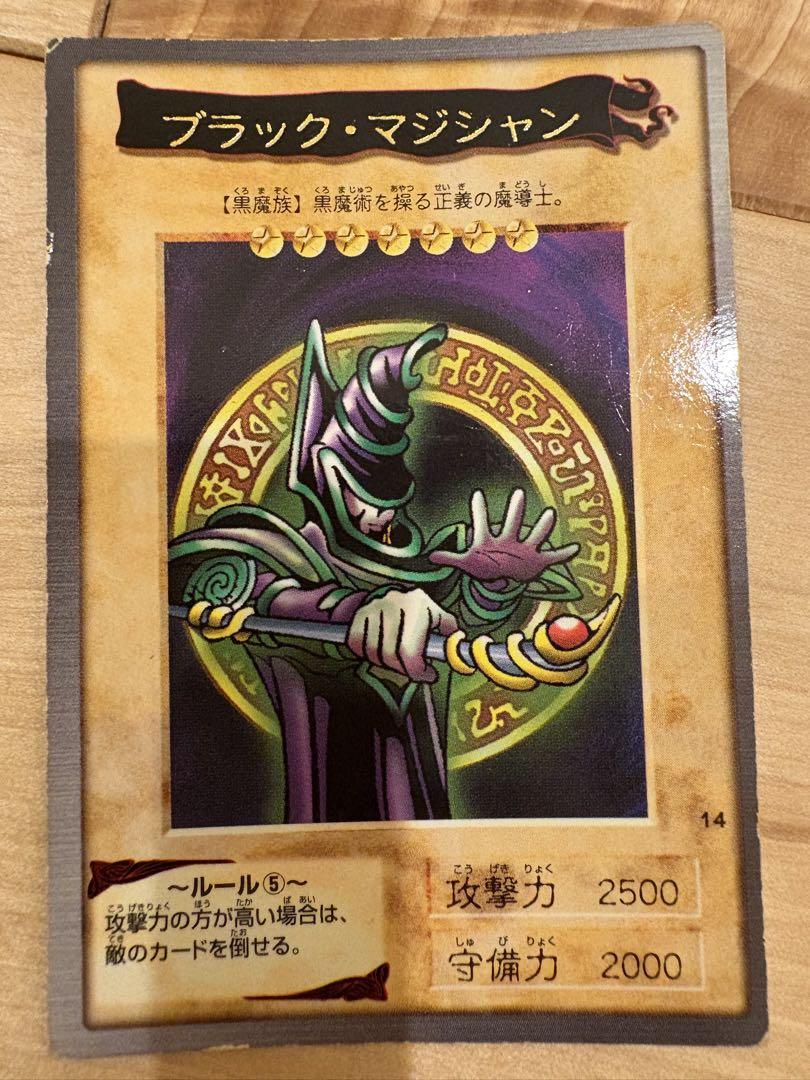 ブラック・マジシャン
【黒魔族】黒魔術を操る正義の魔導士。
14
～ルール⑤～
攻撃力の方が高い場合は、
敵のカードを倒せる。
攻撃力 2500
守備力 2000